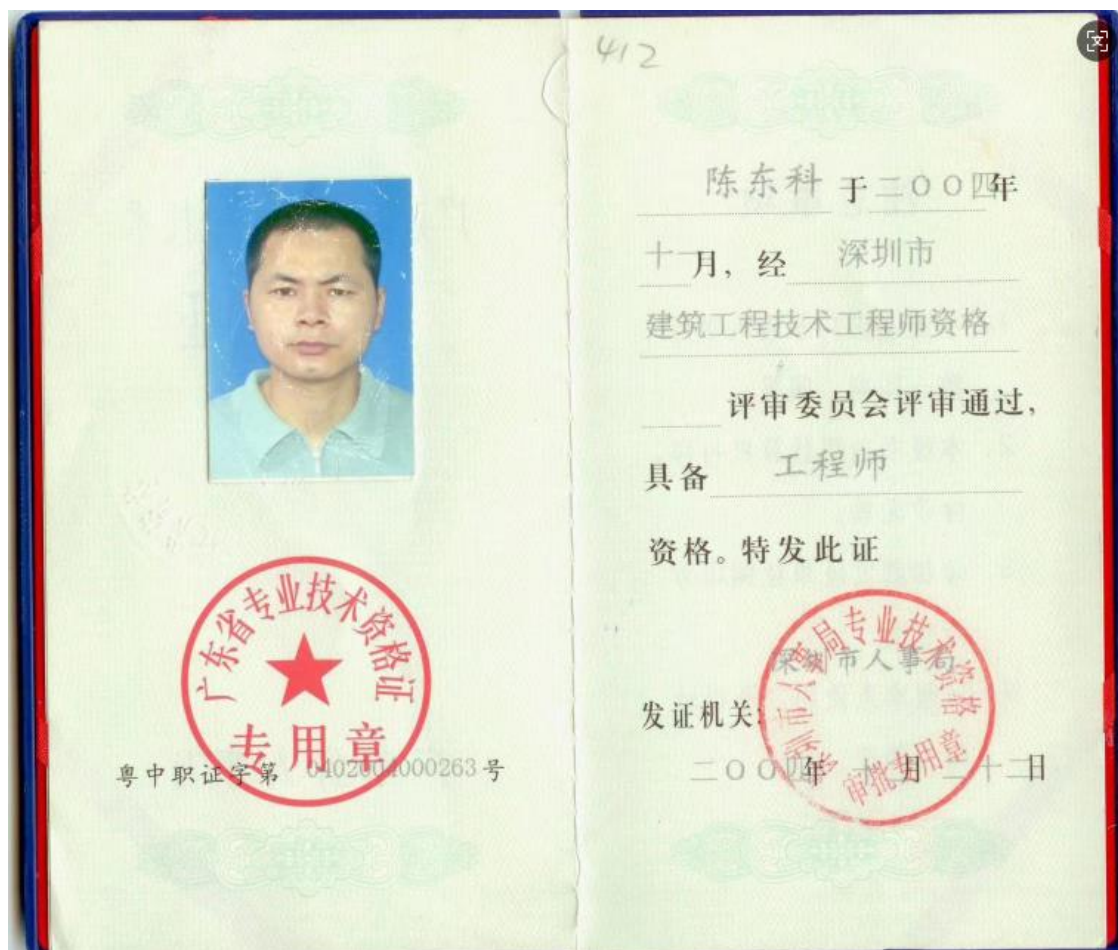 412
陈东科 于二００四年
十一月，经 深圳市
建筑工程技术工程师资格
评审委员会评审通过，
具备 工程师
资格。特发此证
深圳市人事局
发证机关：
二００四年 月 二十二日
深圳市人事局专业技术资格
审批专用章
广东省专业技术资格证
专用章
粤中职证字第 0402004000263 号